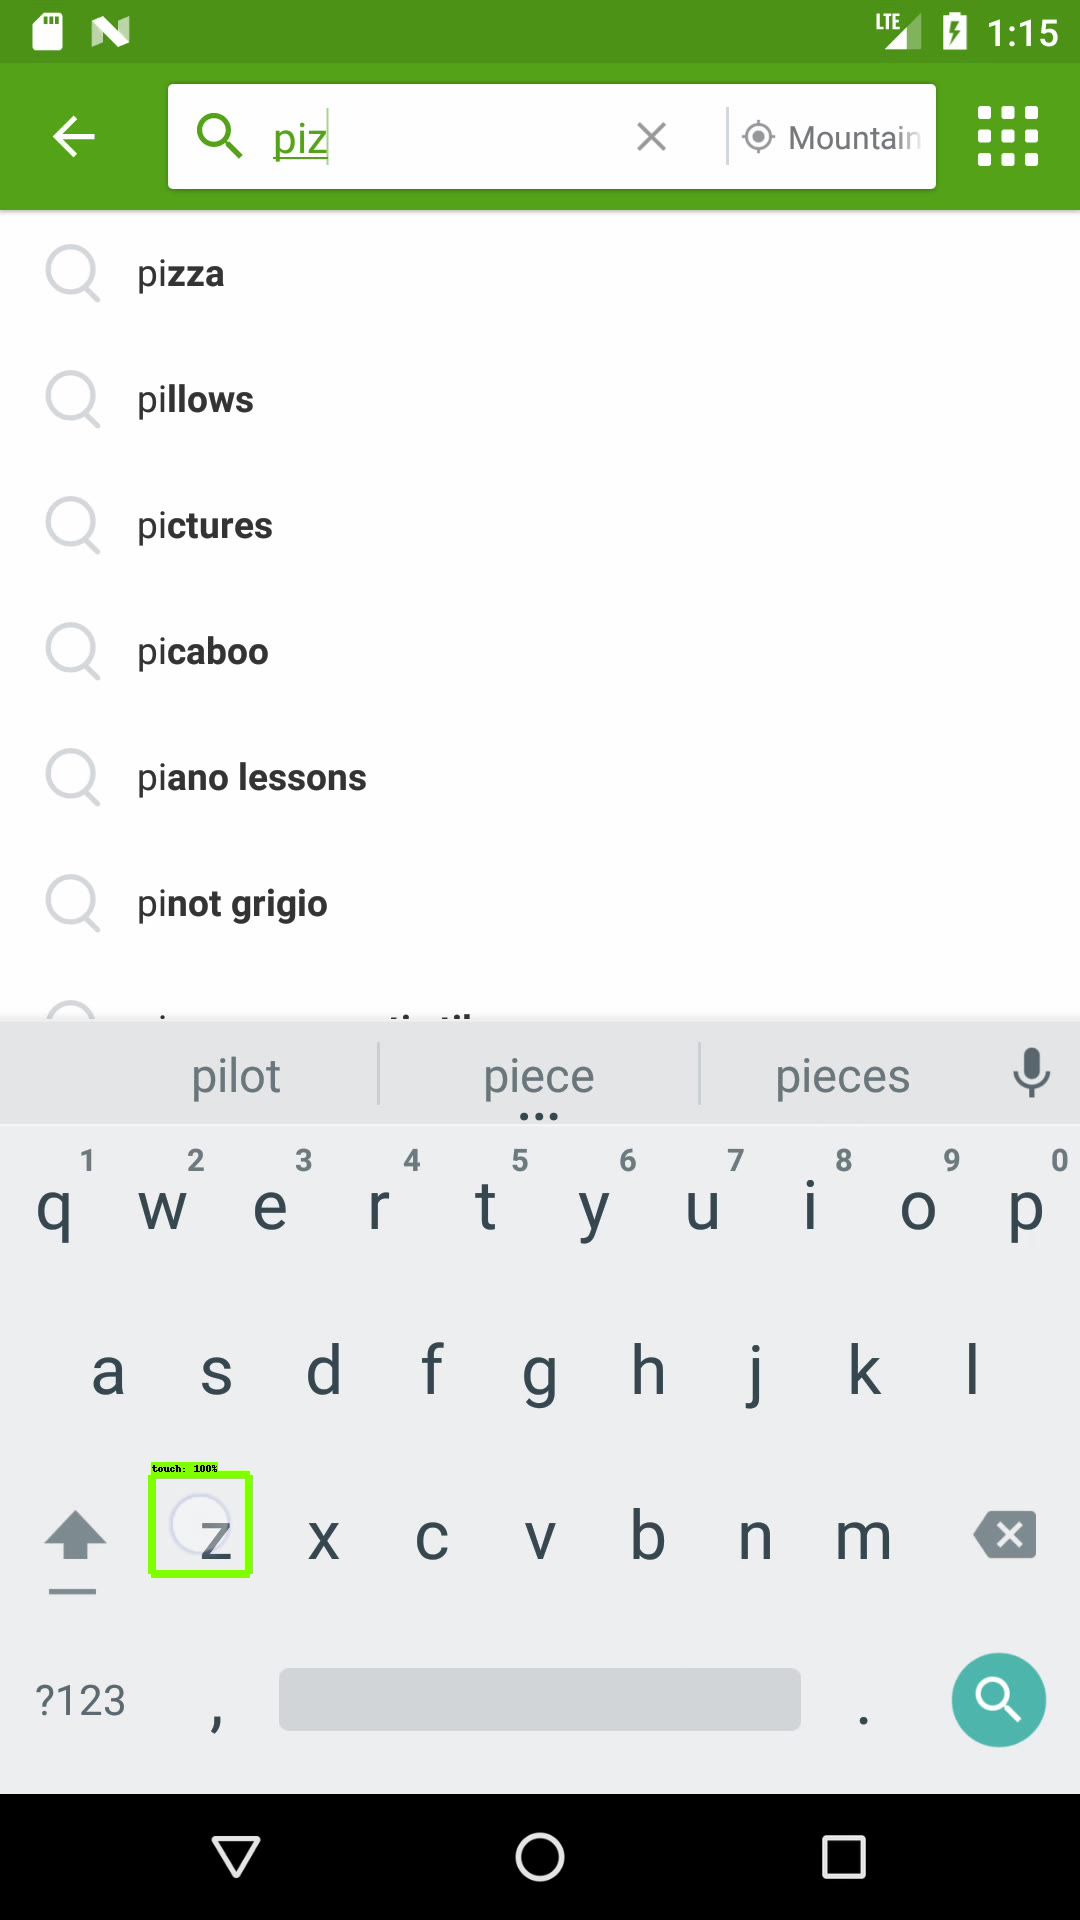 LTE 1:15
piz Mountain
pizza
pillows
pictures
picaboo
piano lessons
pinot grigio
pilot piece pieces
1 2 3 4 5 6 7 8 9 0
q w e r t y u i o p
a s d f g h j k l
touch: 100%
z x c v b n m
?123 , .